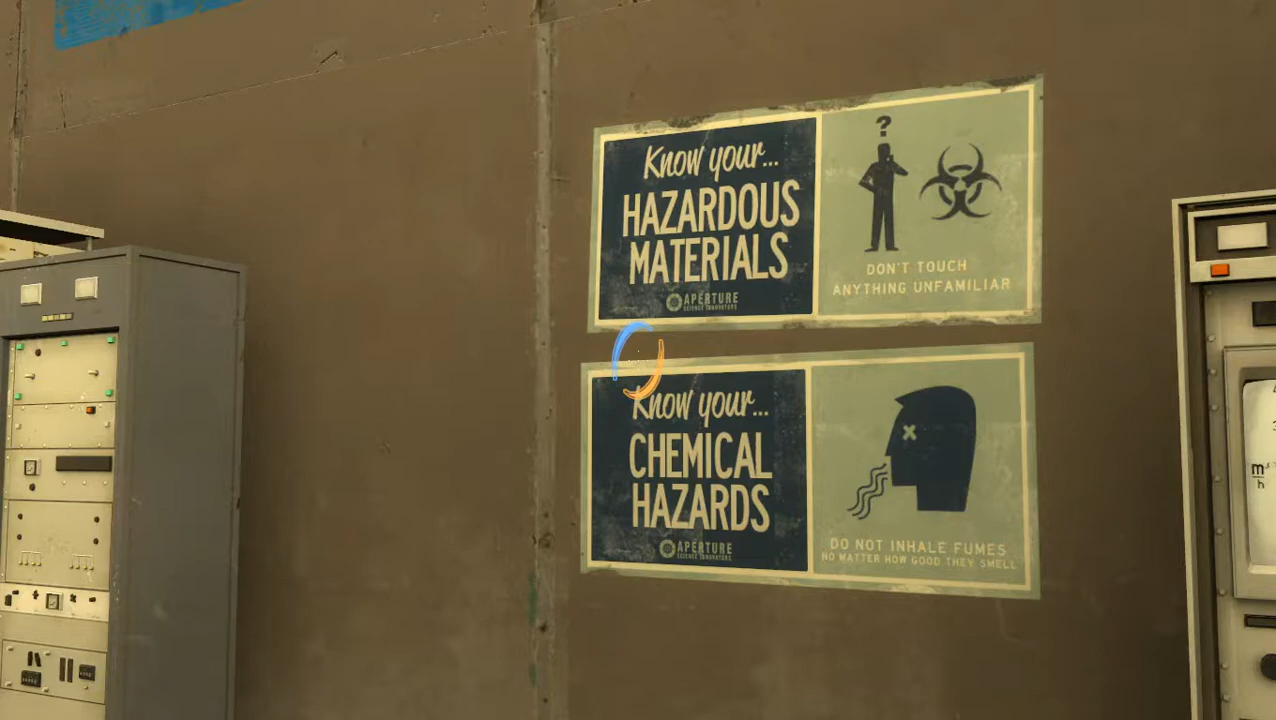 Know your...
HAZARDOUS
MATERIALS
APERTURE
SCIENCE INNOVATORS
?
DON'T TOUCH
ANYTHING UNFAMILIAR
Know your...
CHEMICAL
HAZARDS
APERTURE
SCIENCE INNOVATORS
DO NOT INHALE FUMES
NO MATTER HOW GOOD THEY SMELL
m/h